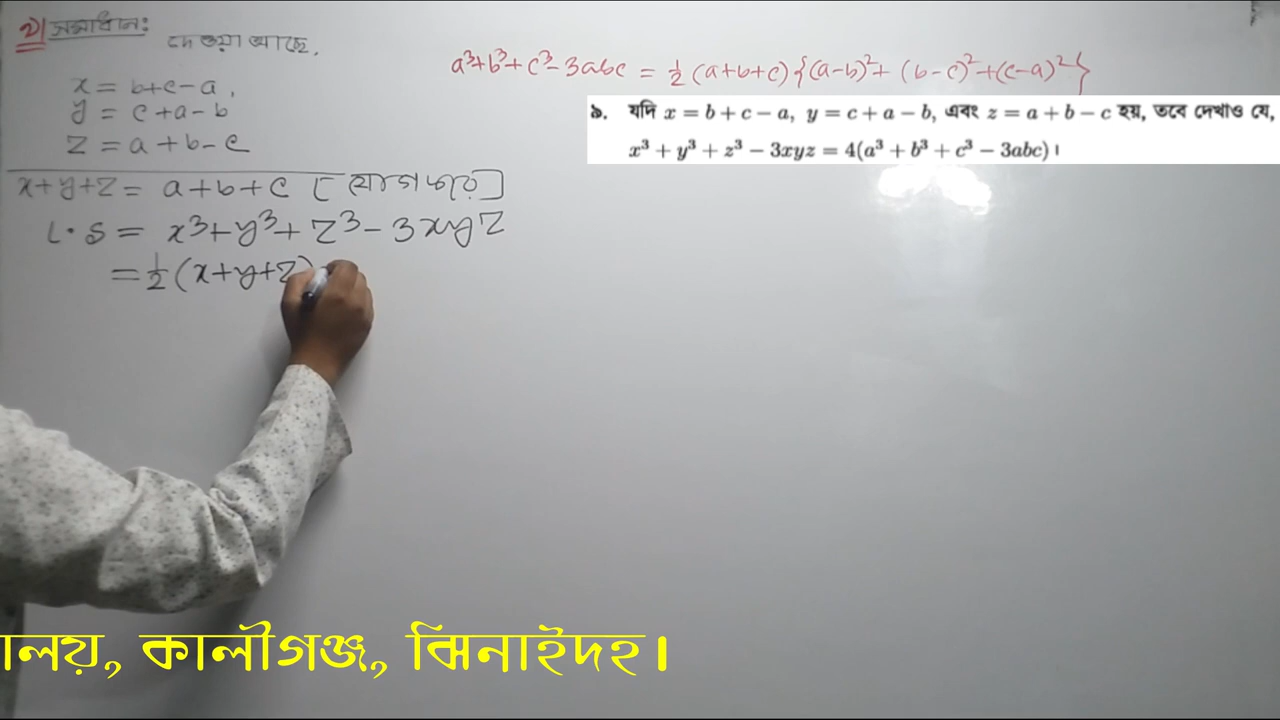 ৯| সমাধান:
দেওয়া আছে,
x = b+c-a,
y = c+a-b
z = a+b-c
x+y+z = a+b+c [যোগ করে]
L.S = x³+y³+z³-3xyz
= ½(x+y+z)
a³+b³+c³-3abc = ½(a+b+c){(a-b)²+(b-c)²+(c-a)²}
৯. যদি x = b + c − a, y = c + a − b, এবং z = a + b − c হয়, তবে দেখাও যে,
x³ + y³ + z³ − 3xyz = 4(a³ + b³ + c³ − 3abc)।
ালয়, কালীগঞ্জ, ঝিনাইদহ।